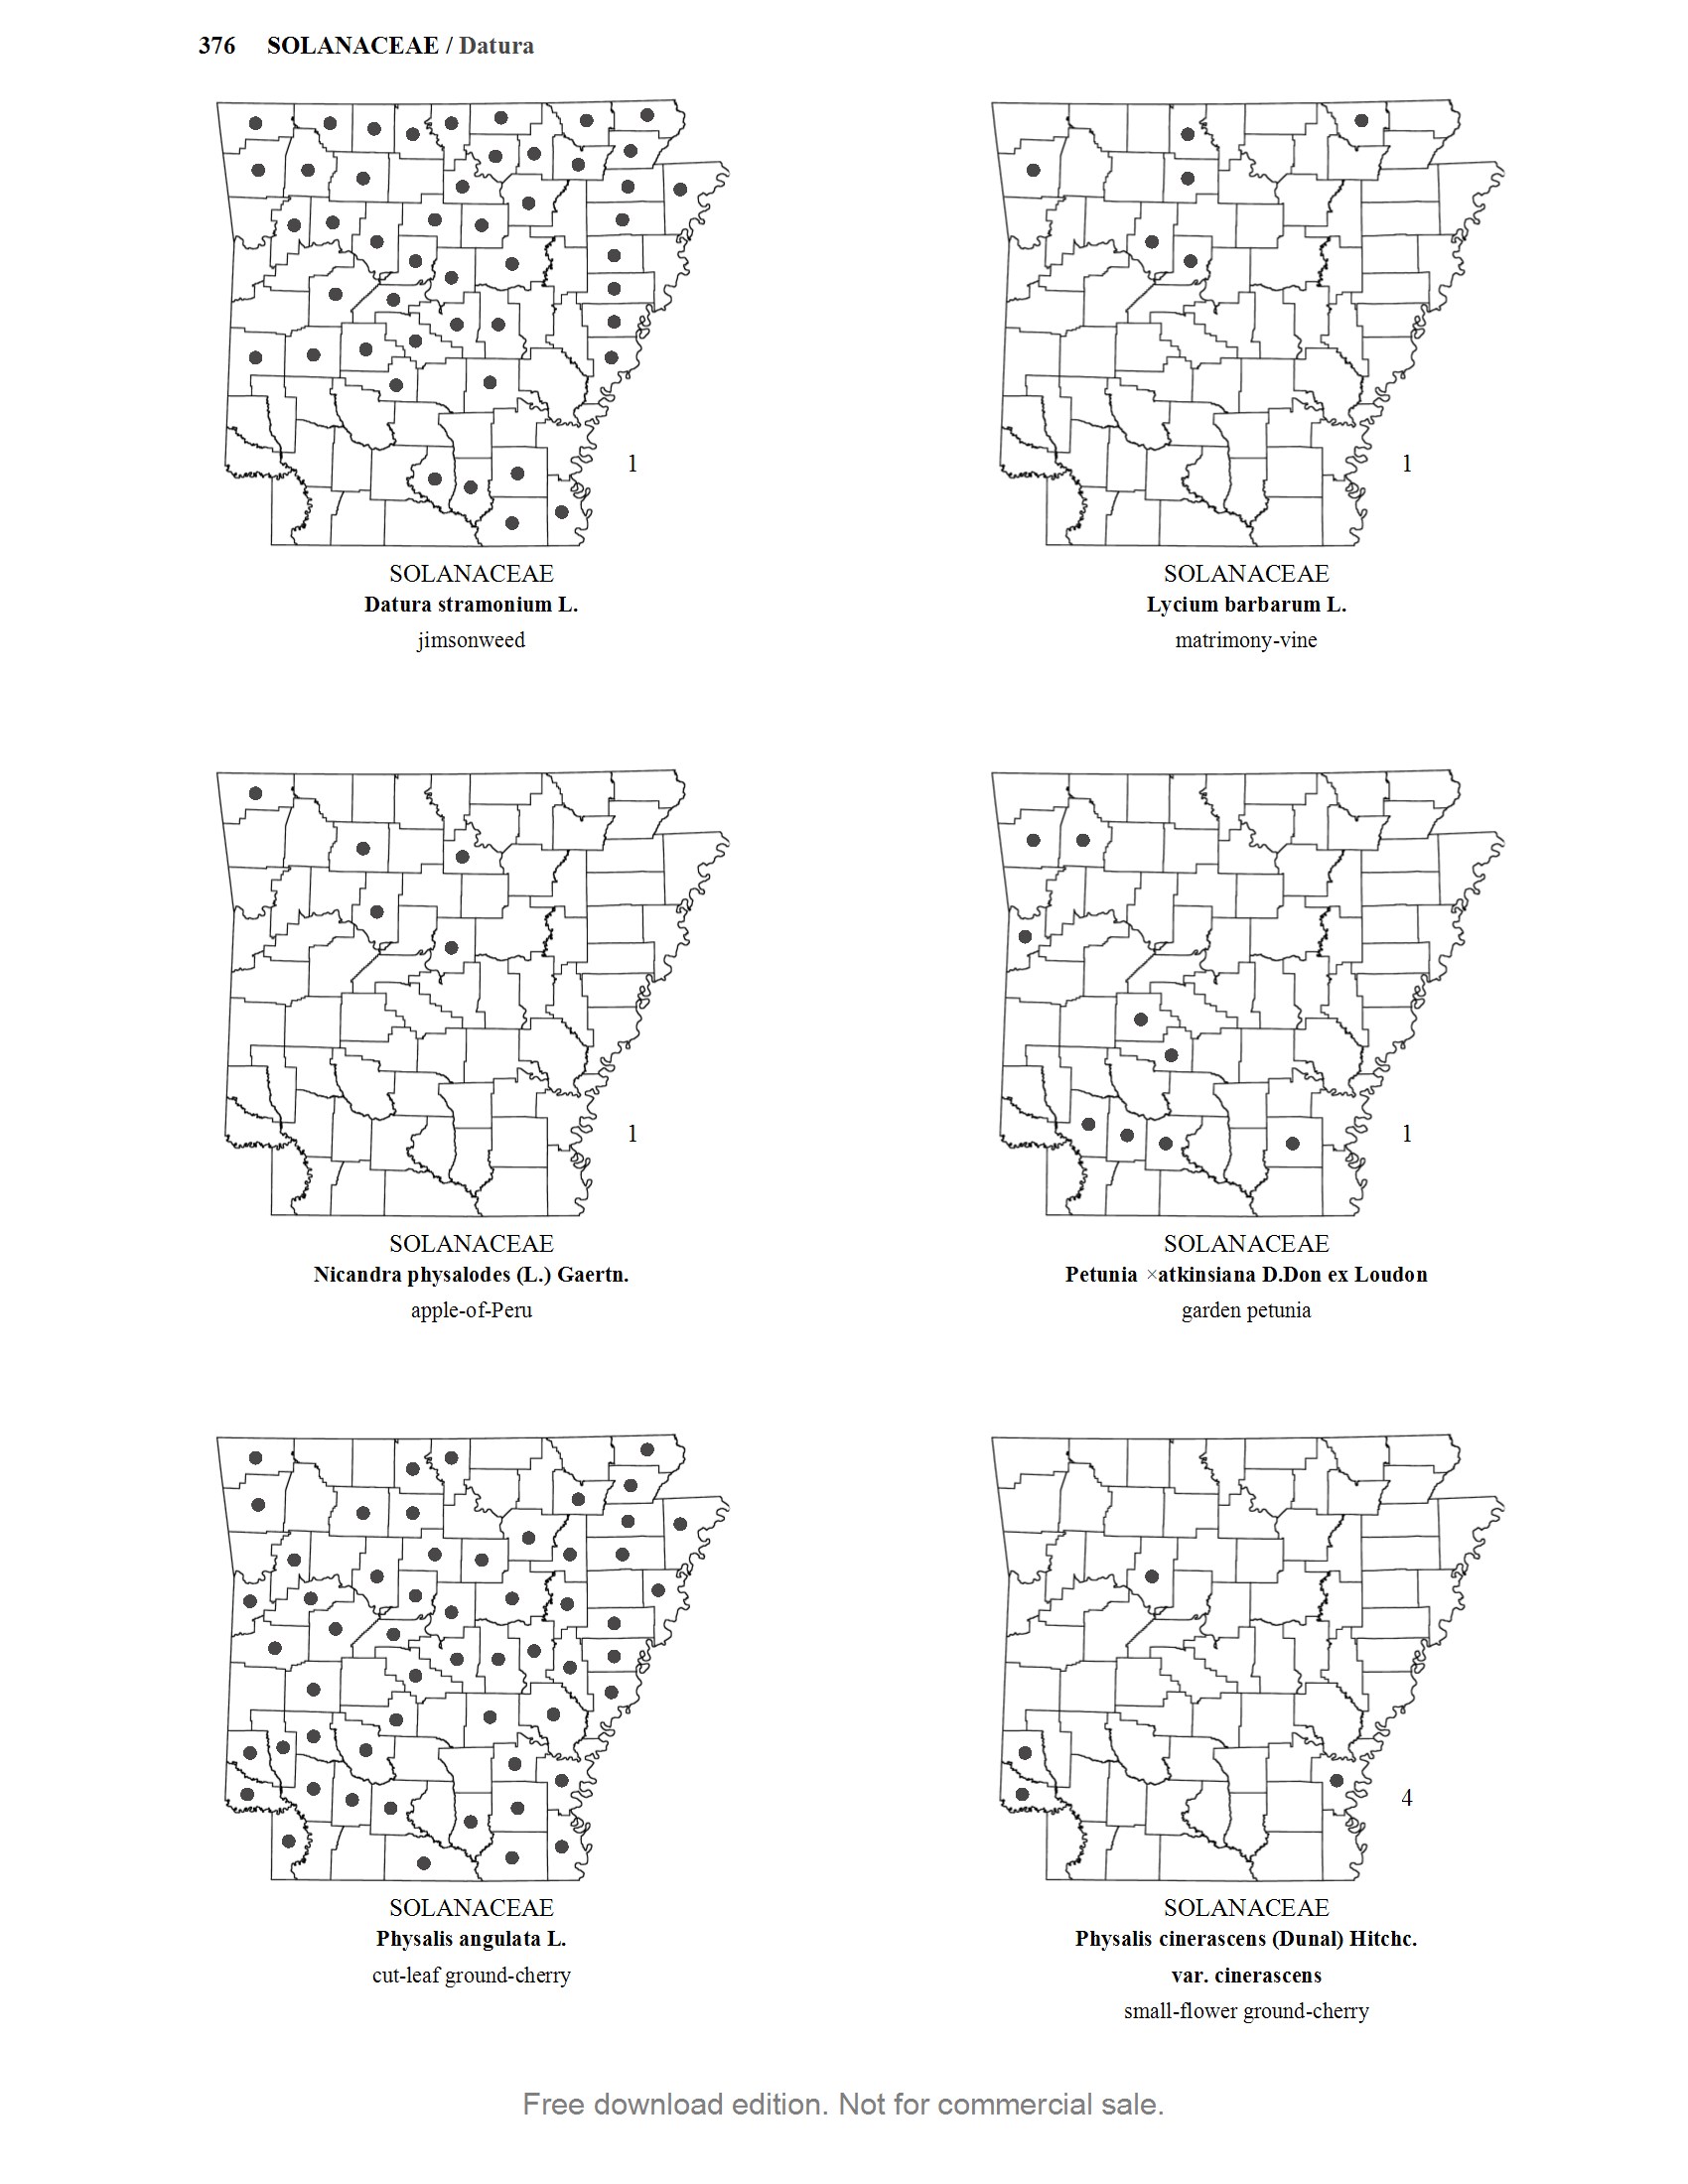 376 SOLANACEAE / Datura
1
SOLANACEAE
Datura stramonium L.
jimsonweed
1
SOLANACEAE
Lycium barbarum L.
matrimony-vine
1
SOLANACEAE
Nicandra physalodes (L.) Gaertn.
apple-of-Peru
1
SOLANACEAE
Petunia ×atkinsiana D.Don ex Loudon
garden petunia
SOLANACEAE
Physalis angulata L.
cut-leaf ground-cherry
4
SOLANACEAE
Physalis cinerascens (Dunal) Hitchc.
var. cinerascens
small-flower ground-cherry
Free download edition. Not for commercial sale.